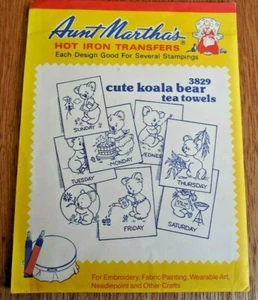 Aunt Martha's
HOT IRON TRANSFERS
Each Design Good For Several Stampings
3829
cute koala bear
tea towels
SUNDAY
MONDAY
WEDNES
TUESDAY
THURSDAY
FRIDAY
SATURDAY
For Embroidery, Fabric Painting, Wearable Art,
Needlepoint and Other Crafts